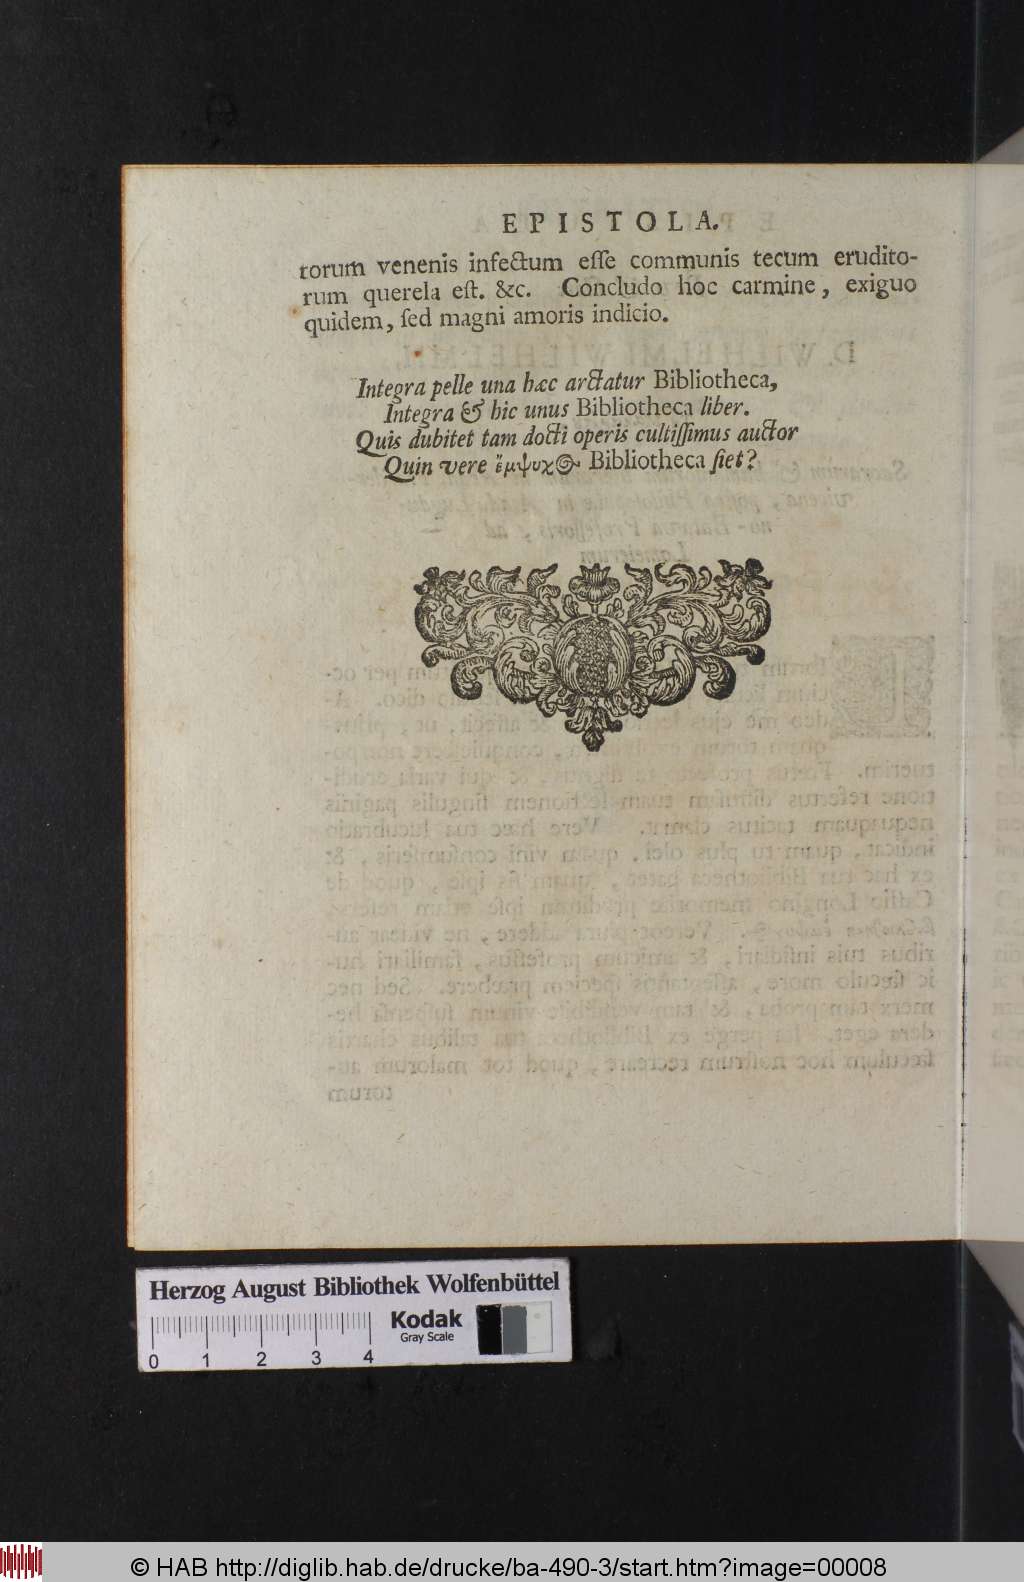 EPISTOLA.
torum venenis infectum eſſe communis tecum erudito-
rum querela eſt. &c. Concludo hoc carmine, exiguo
quidem, ſed magni amoris indicio.
Integra pelle una hæc arctatur Bibliotheca,
Integra & hic unus Bibliotheca liber.
Quis dubitet tam docti operis cultiſſimus auctor
Quin vere ἔμψυχος Bibliotheca ſiet?
Herzog August Bibliothek Wolfenbüttel
Kodak
Gray Scale
0 1 2 3 4
© HAB http://diglib.hab.de/drucke/ba-490-3/start.htm?image=00008